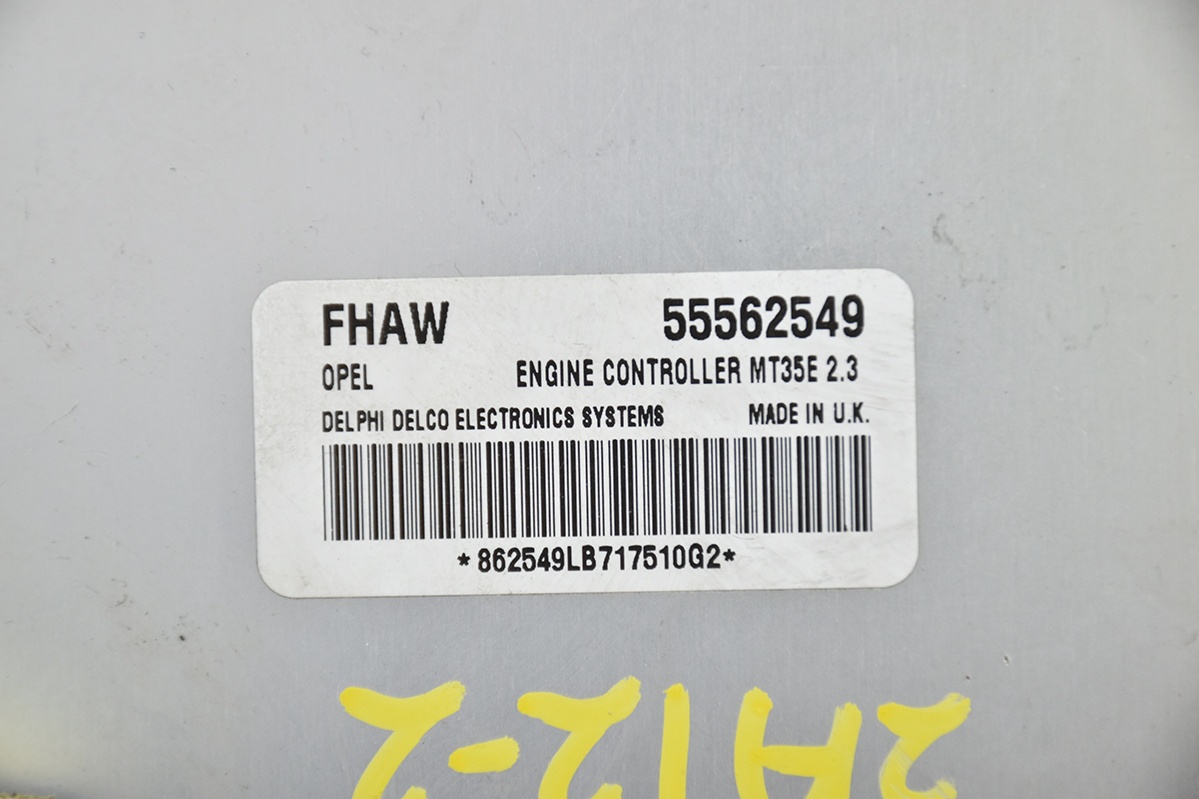 FHAW 55562549
OPEL ENGINE CONTROLLER MT35E 2.3
DELPHI DELCO ELECTRONICS SYSTEMS MADE IN U.K.
*862549LB717510G2*